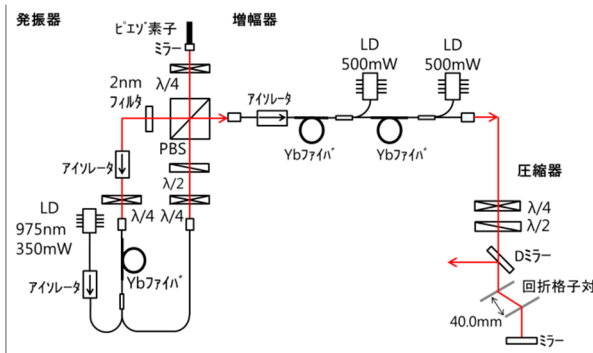 発振器
ﾋﾟｴｿﾞ素子
ミラー
増幅器
LD
500mW
LD
500mW
λ/4
2nm
フィルタ
PBS
ｱｲｿﾚｰﾀ
Ybﾌｧｲﾊﾞ
Ybﾌｧｲﾊﾞ
ｱｲｿﾚｰﾀ
λ/2
λ/4
λ/4
LD
975nm
350mW
Ybﾌｧｲﾊﾞ
ｱｲｿﾚｰﾀ
圧縮器
λ/4
λ/2
Dミラー
回折格子対
40.0mm
ミラー